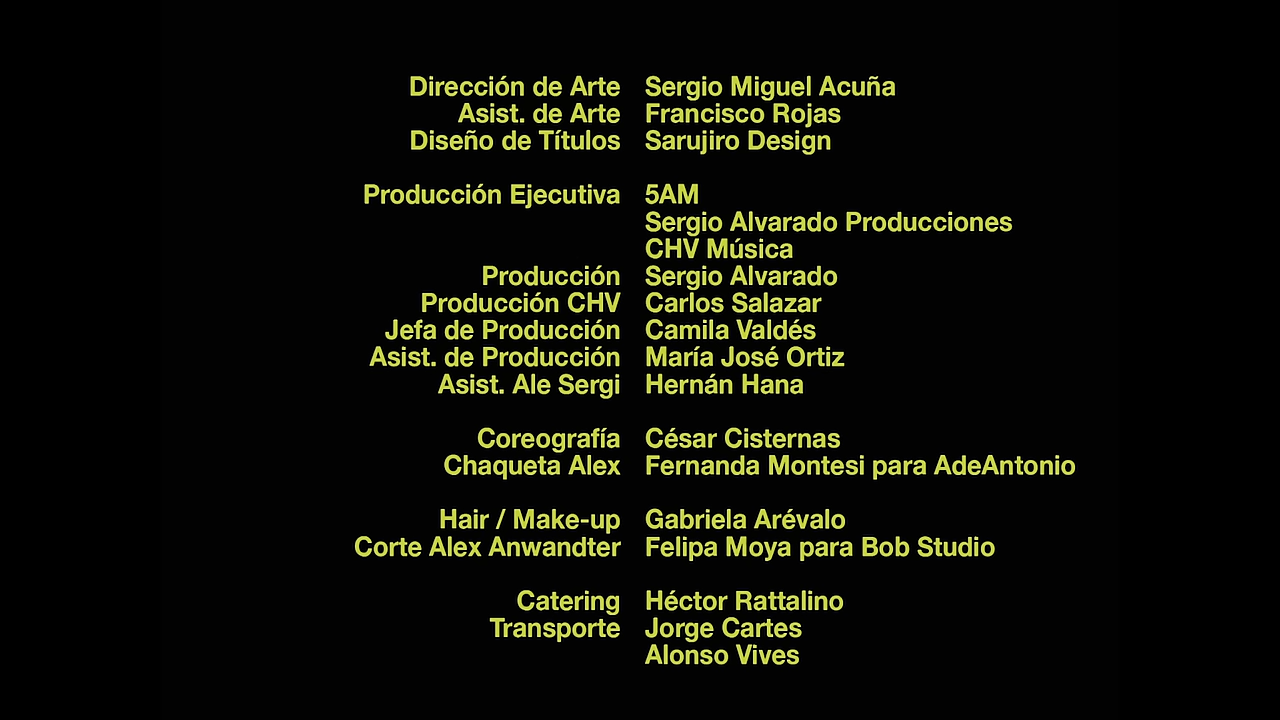 Dirección de Arte Sergio Miguel Acuña
Asist. de Arte Francisco Rojas
Diseño de Títulos Sarujiro Design
Producción Ejecutiva 5AM
Sergio Alvarado Producciones
CHV Música
Producción Sergio Alvarado
Producción CHV Carlos Salazar
Jefa de Producción Camila Valdés
Asist. de Producción María José Ortiz
Asist. Ale Sergi Hernán Hana
Coreografía César Cisternas
Chaqueta Alex Fernanda Montesi para AdeAntonio
Hair / Make-up Gabriela Arévalo
Corte Alex Anwandter Felipa Moya para Bob Studio
Catering Héctor Rattalino
Transporte Jorge Cartes
Alonso Vives